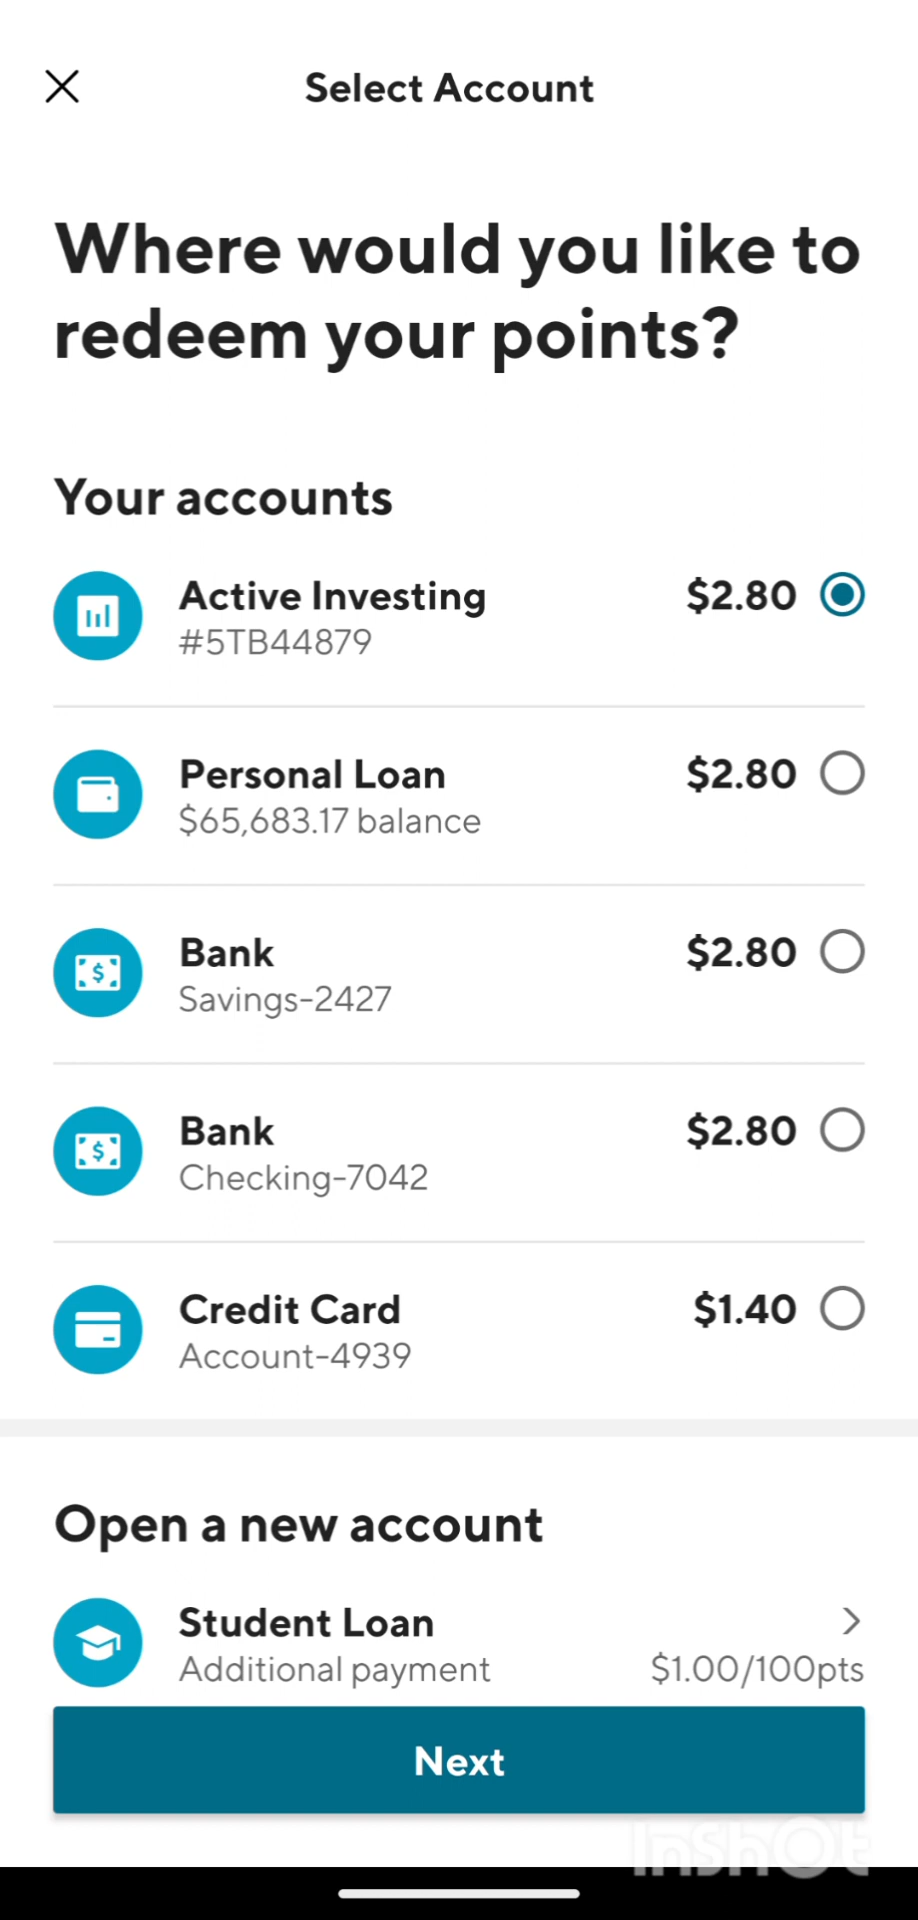 Select Account
Where would you like to
redeem your points?
Your accounts
Active Investing $2.80
#5TB44879
Personal Loan $2.80
$65,683.17 balance
Bank $2.80
Savings-2427
Bank $2.80
Checking-7042
Credit Card $1.40
Account-4939
Open a new account
Student Loan
Additional payment $1.00/100pts
Next
InShOt